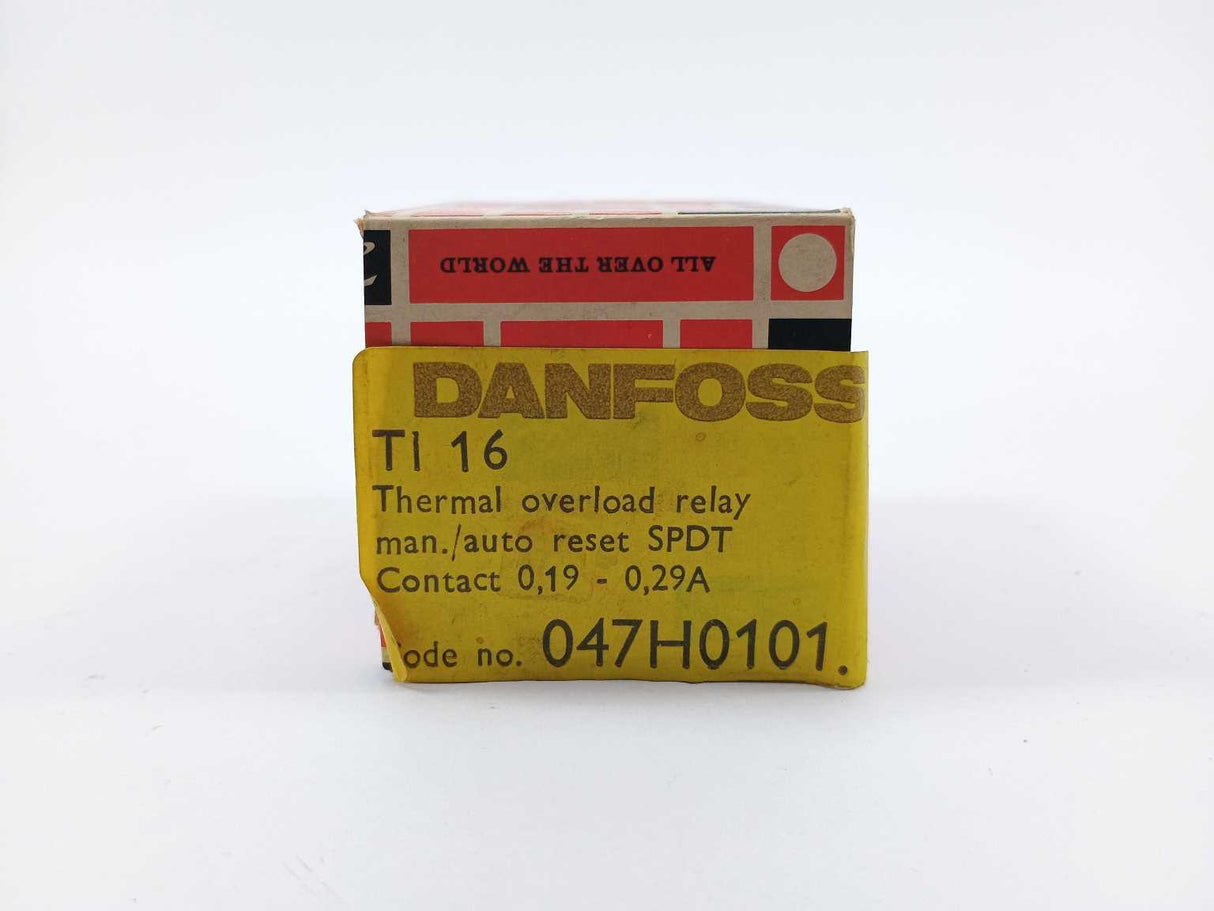 ALL OVER THE WORLD
DANFOSS
TI 16
Thermal overload relay
man./auto reset SPDT
Contact 0,19 - 0,29A
ode no. 047H0101.